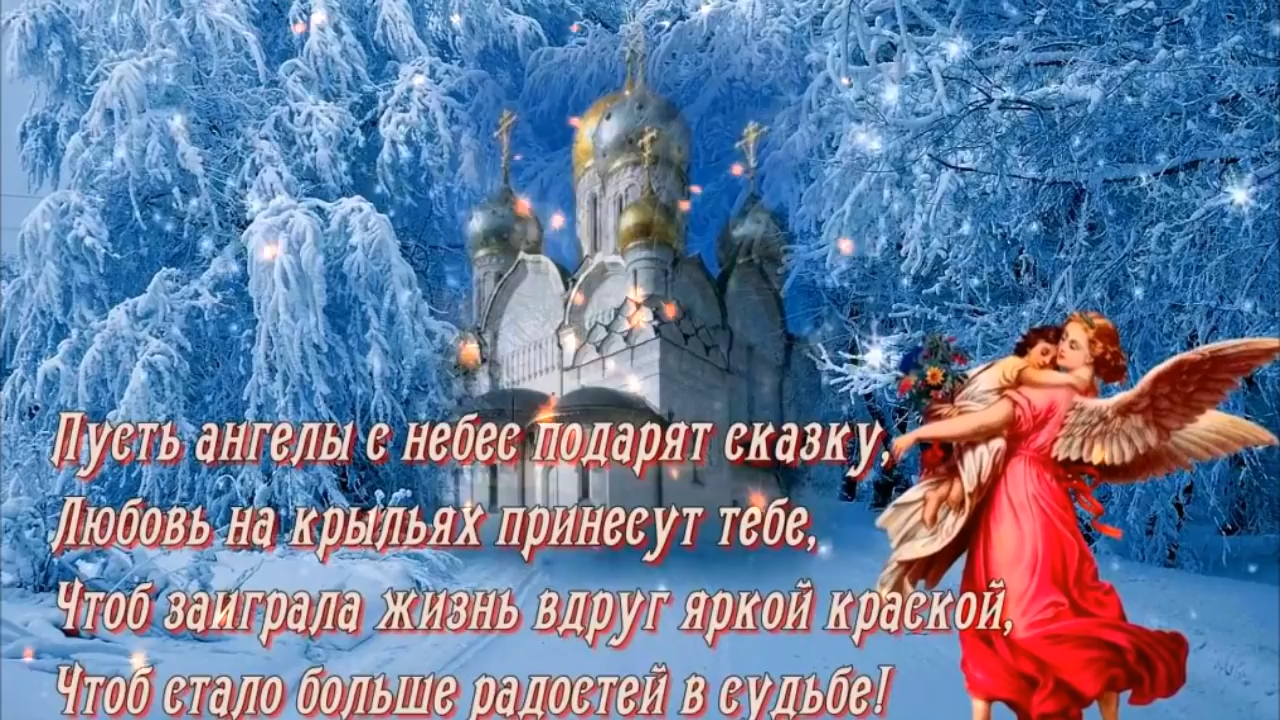 Пусть ангелы с небес подарят сказку,
Любовь на крыльях принесут тебе,
Чтоб заиграла жизнь вдруг яркой краской,
Чтоб стало больше радостей в судьбе!